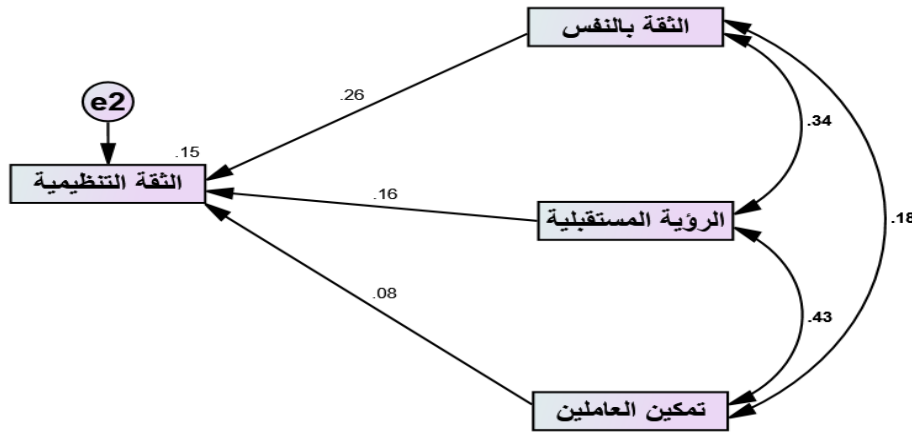 الثقة بالنفس
.26
e2
.34
.15
الثقة التنظيمية
.16
الرؤية المستقبلية
.18
.08
.43
تمكين العاملين